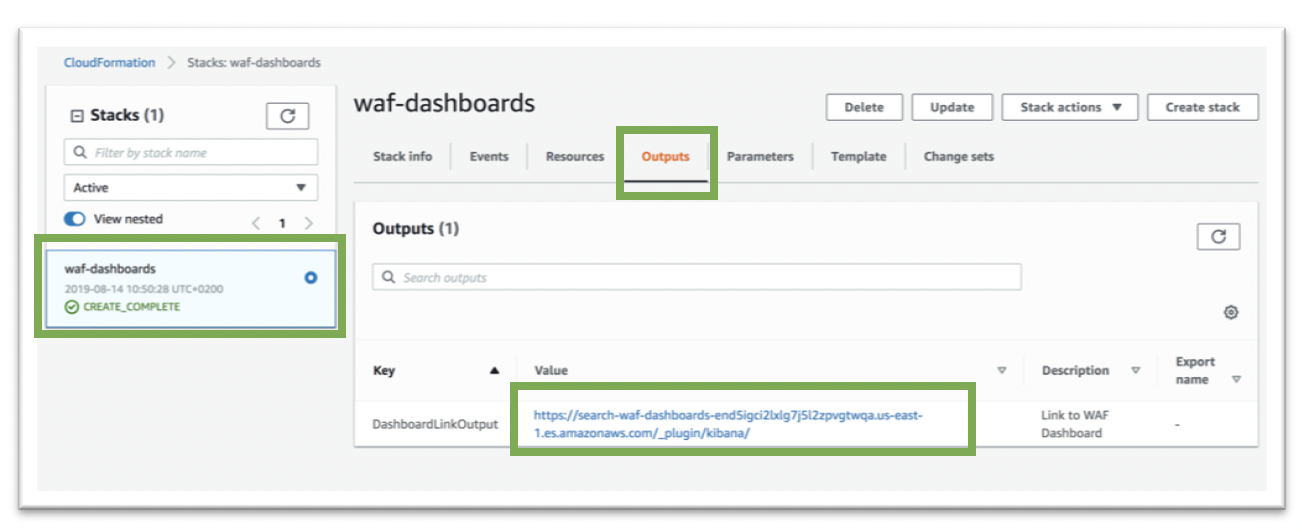 CloudFormation > Stacks: waf-dashboards
Stacks (1)
Filter by stack name
Active
View nested
< 1 >
waf-dashboards
2019-08-14 10:50:28 UTC+0200
CREATE_COMPLETE
waf-dashboards
Delete
Update
Stack actions
Create stack
Stack info
Events
Resources
Outputs
Parameters
Template
Change sets
Outputs (1)
Search outputs
Key
Value
Description
Export
name
DashboardLinkOutput
https://search-waf-dashboards-end5igci2lxlg7j5l2zpvgtwqa.us-east-
1.es.amazonaws.com/_plugin/kibana/
Link to WAF
Dashboard
-